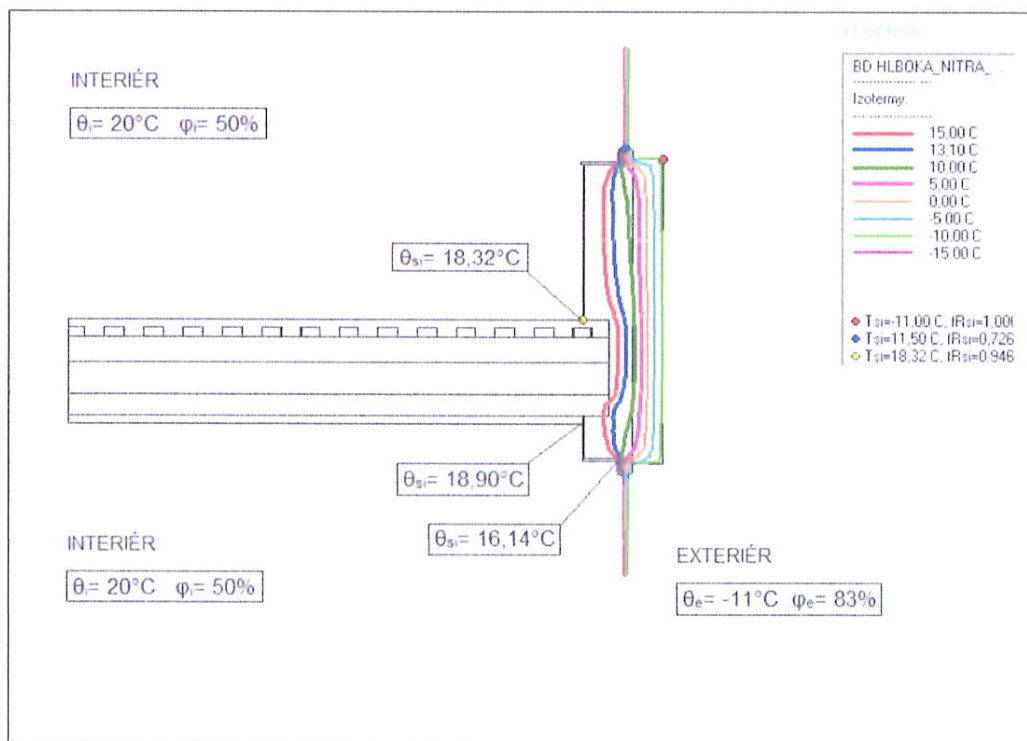 LEGENDA
INTERIÉR
θi= 20°C φi= 50%
BD HLBOKA_NITRA_...
Izotermy:
15,00 C
13,10 C
10,00 C
5,00 C
0,00 C
-5,00 C
-10,00 C
-15,00 C
θsi= 18,32°C
Tsi=-11,00 C, fRsi=1,00
Tsi=11,50 C, fRsi=0,726
Tsi=18,32 C, fRsi=0,946
θsi= 18,90°C
θsi= 16,14°C
INTERIÉR
θi= 20°C φi= 50%
EXTERIÉR
θe= -11°C φe= 83%